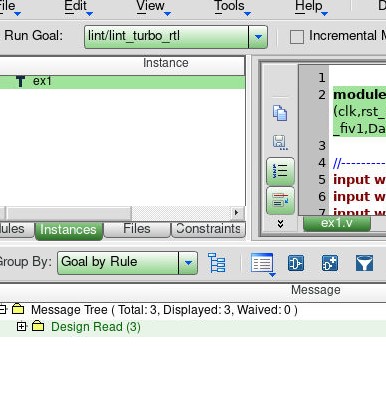 File Edit View Tools Help
Run Goal: lint/lint_turbo_rtl Incremental
Instance
ex1
1
2 module
(clk,rst_
_fiv1,Da
3
4 //---------
5 input w
6 input w
7 input w
Instances Files Constraints
ex1.v
Group By: Goal by Rule
Message
Message Tree ( Total: 3, Displayed: 3, Waived: 0 )
Design Read (3)